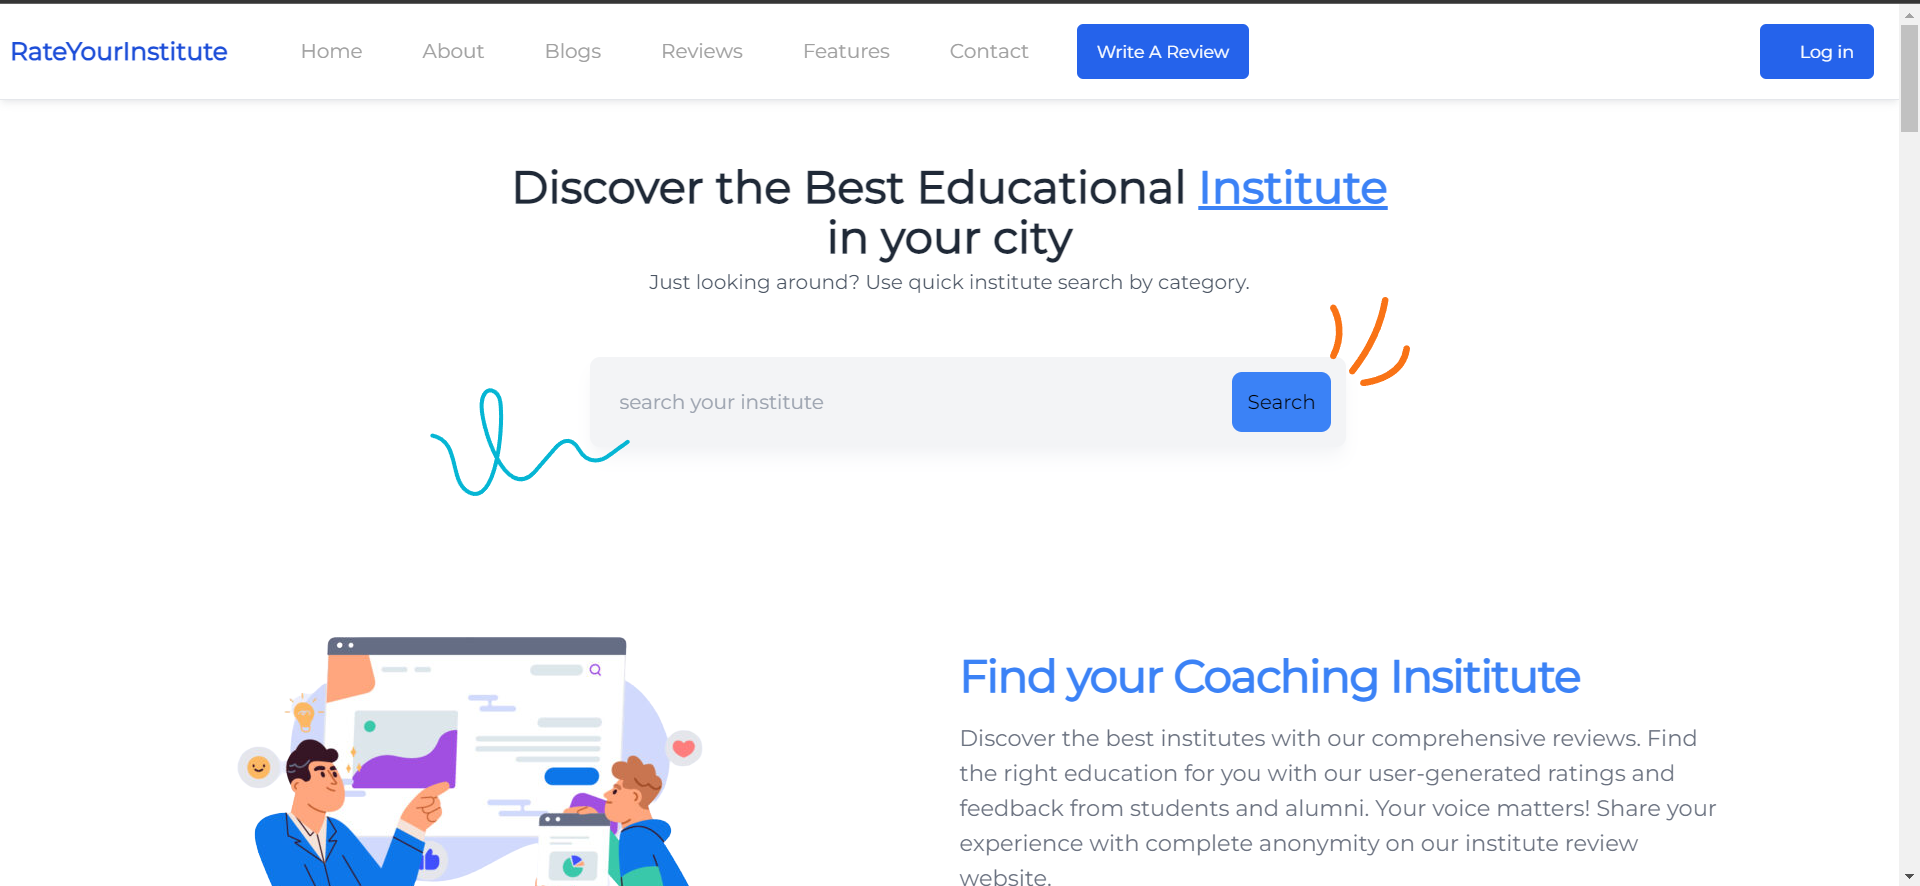 RateYourInstitute
Home
About
Blogs
Reviews
Features
Contact
Write A Review
Log in
Discover the Best Educational Institute
in your city
Just looking around? Use quick institute search by category.
search your institute
Search
Find your Coaching Insititute
Discover the best institutes with our comprehensive reviews. Find
the right education for you with our user-generated ratings and
feedback from students and alumni. Your voice matters! Share your
experience with complete anonymity on our institute review
website.